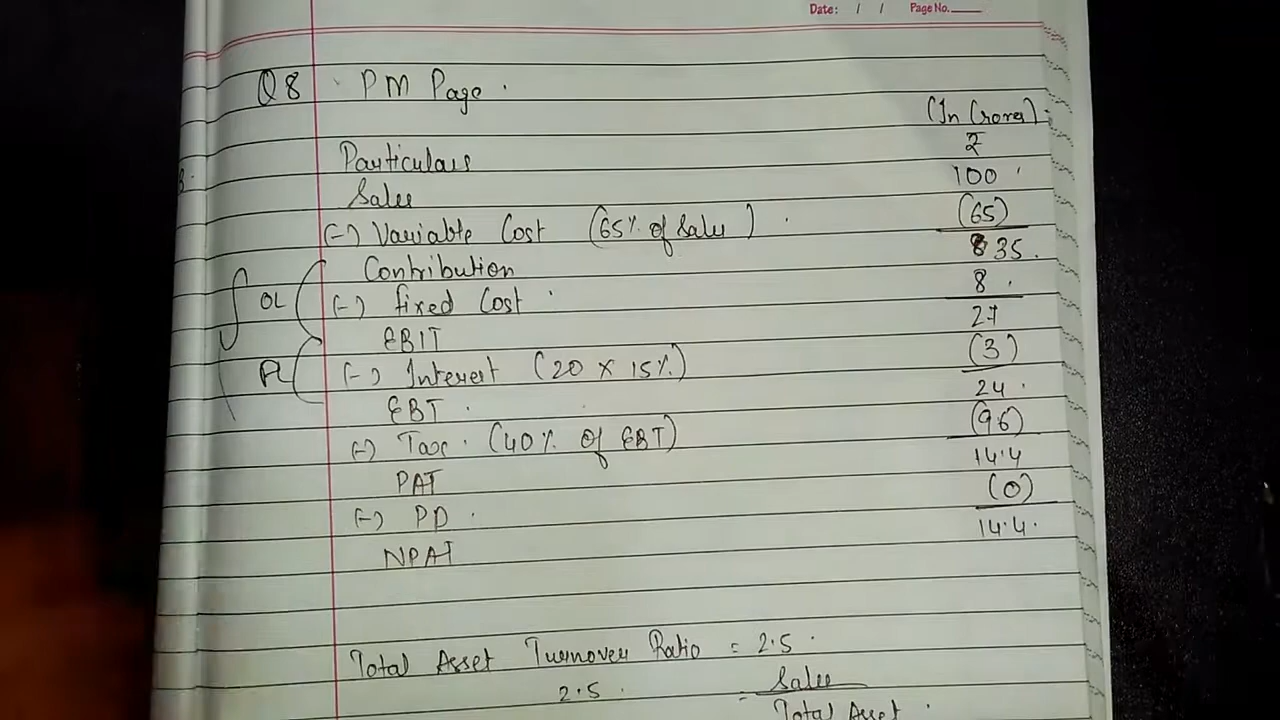 Date: / / Page No.
Q8 PM Page.
(In Crores)
Particulars ₹
Sales 100
(-) Variable Cost (65% of Sales) (65)
Contribution 35
OL (-) fixed Cost 8
EBIT 27
FL (-) Interest (20 x 15%) (3)
EBT 24
(-) Tax (40% of EBT) (9.6)
PAT 14.4
(-) PD (0)
NPAT 14.4
Total Asset Turnover Ratio = 2.5
2.5 = Sales
Total Asset